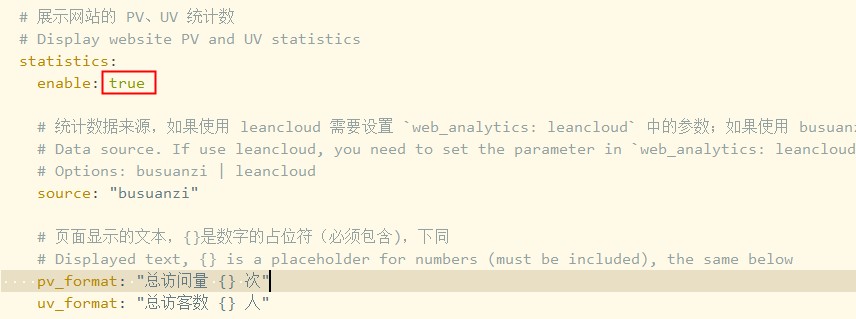 # 展示网站的 PV、UV 统计数
# Display website PV and UV statistics
statistics:
enable: true
# 统计数据来源，如果使用 leancloud 需要设置 `web_analytics: leancloud` 中的参数；如果使用 busuanz
# Data source. If use leancloud, you need to set the parameter in `web_analytics: leancloud
# Options: busuanzi | leancloud
source: "busuanzi"
# 页面显示的文本，{}是数字的占位符（必须包含)，下同
# Displayed text, {} is a placeholder for numbers (must be included), the same below
pv_format: "总访问量 {} 次"
uv_format: "总访客数 {} 人"